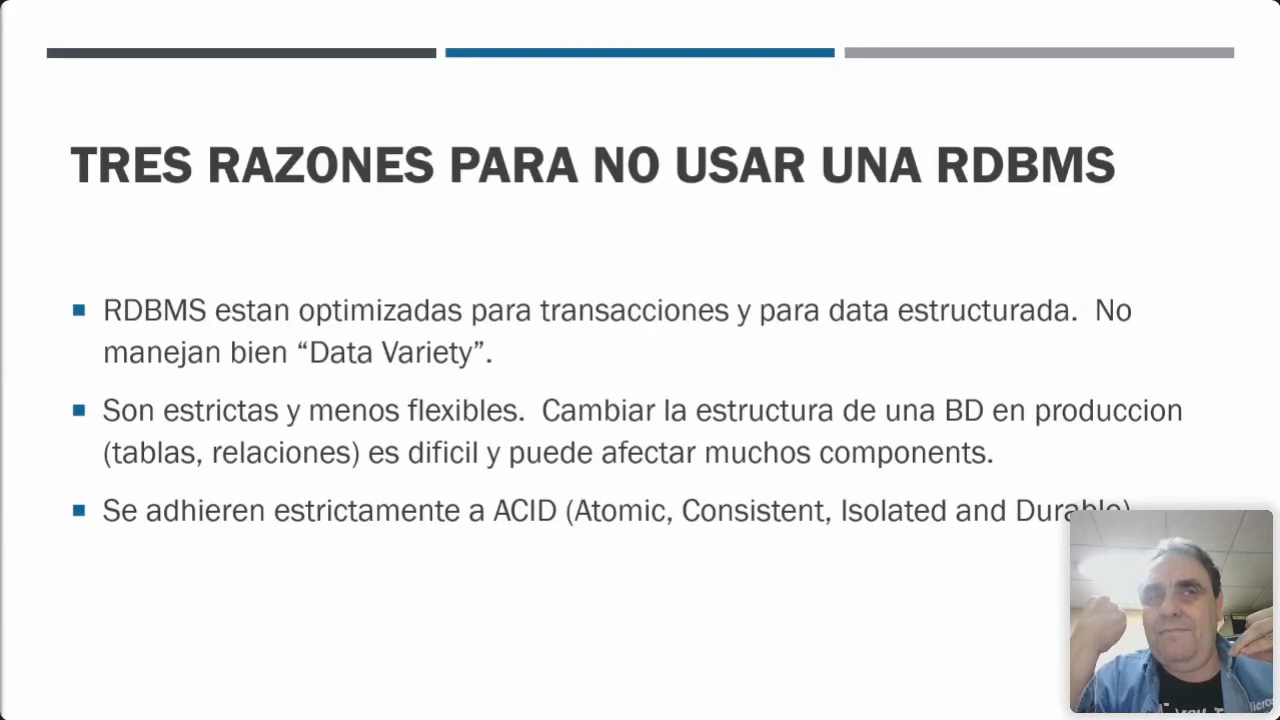 TRES RAZONES PARA NO USAR UNA RDBMS
RDBMS estan optimizadas para transacciones y para data estructurada. No
manejan bien “Data Variety”.
Son estrictas y menos flexibles. Cambiar la estructura de una BD en produccion
(tablas, relaciones) es dificil y puede afectar muchos components.
Se adhieren estrictamente a ACID (Atomic, Consistent, Isolated and Durable)